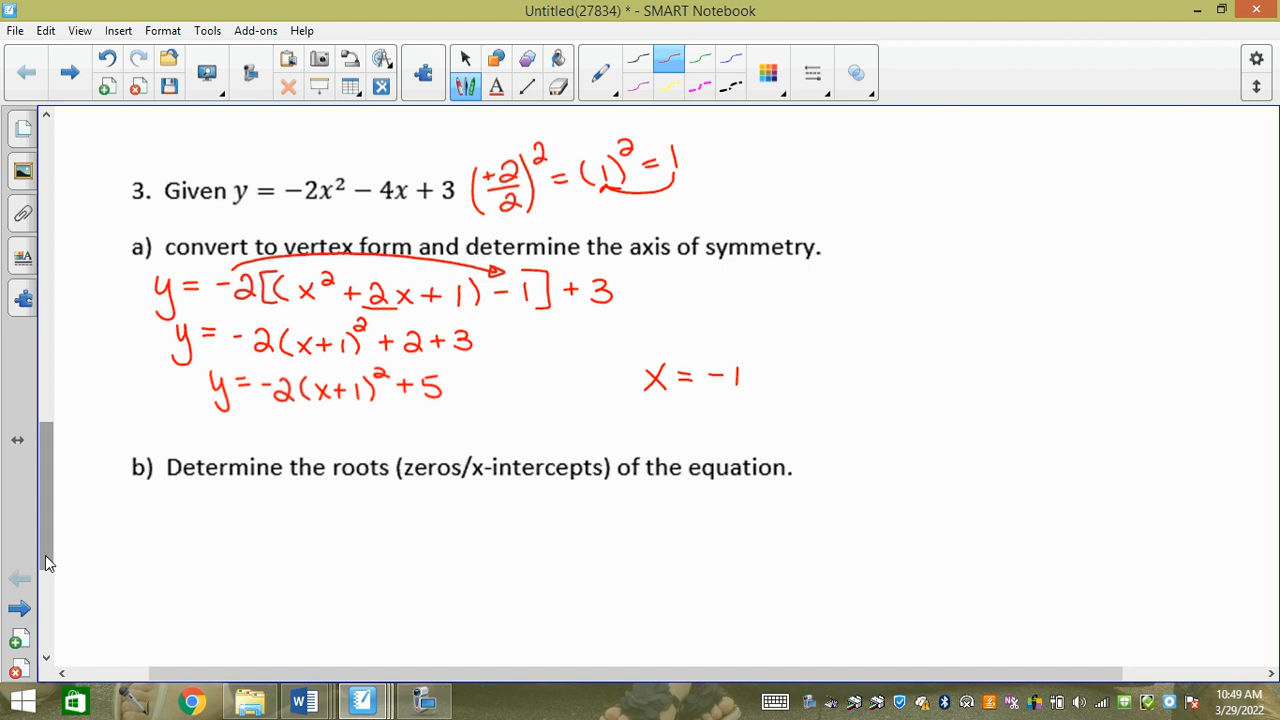 Untitled(27834) * - SMART Notebook
File Edit View Insert Format Tools Add-ons Help
3. Given y = −2x² − 4x + 3 (+2/2)² = (1)² = 1
a) convert to vertex form and determine the axis of symmetry.
y = -2[(x² + 2x + 1) - 1] + 3
y = -2(x+1)² + 2 + 3
y = -2(x+1)² + 5
x = -1
b) Determine the roots (zeros/x-intercepts) of the equation.
10:49 AM
3/29/2022